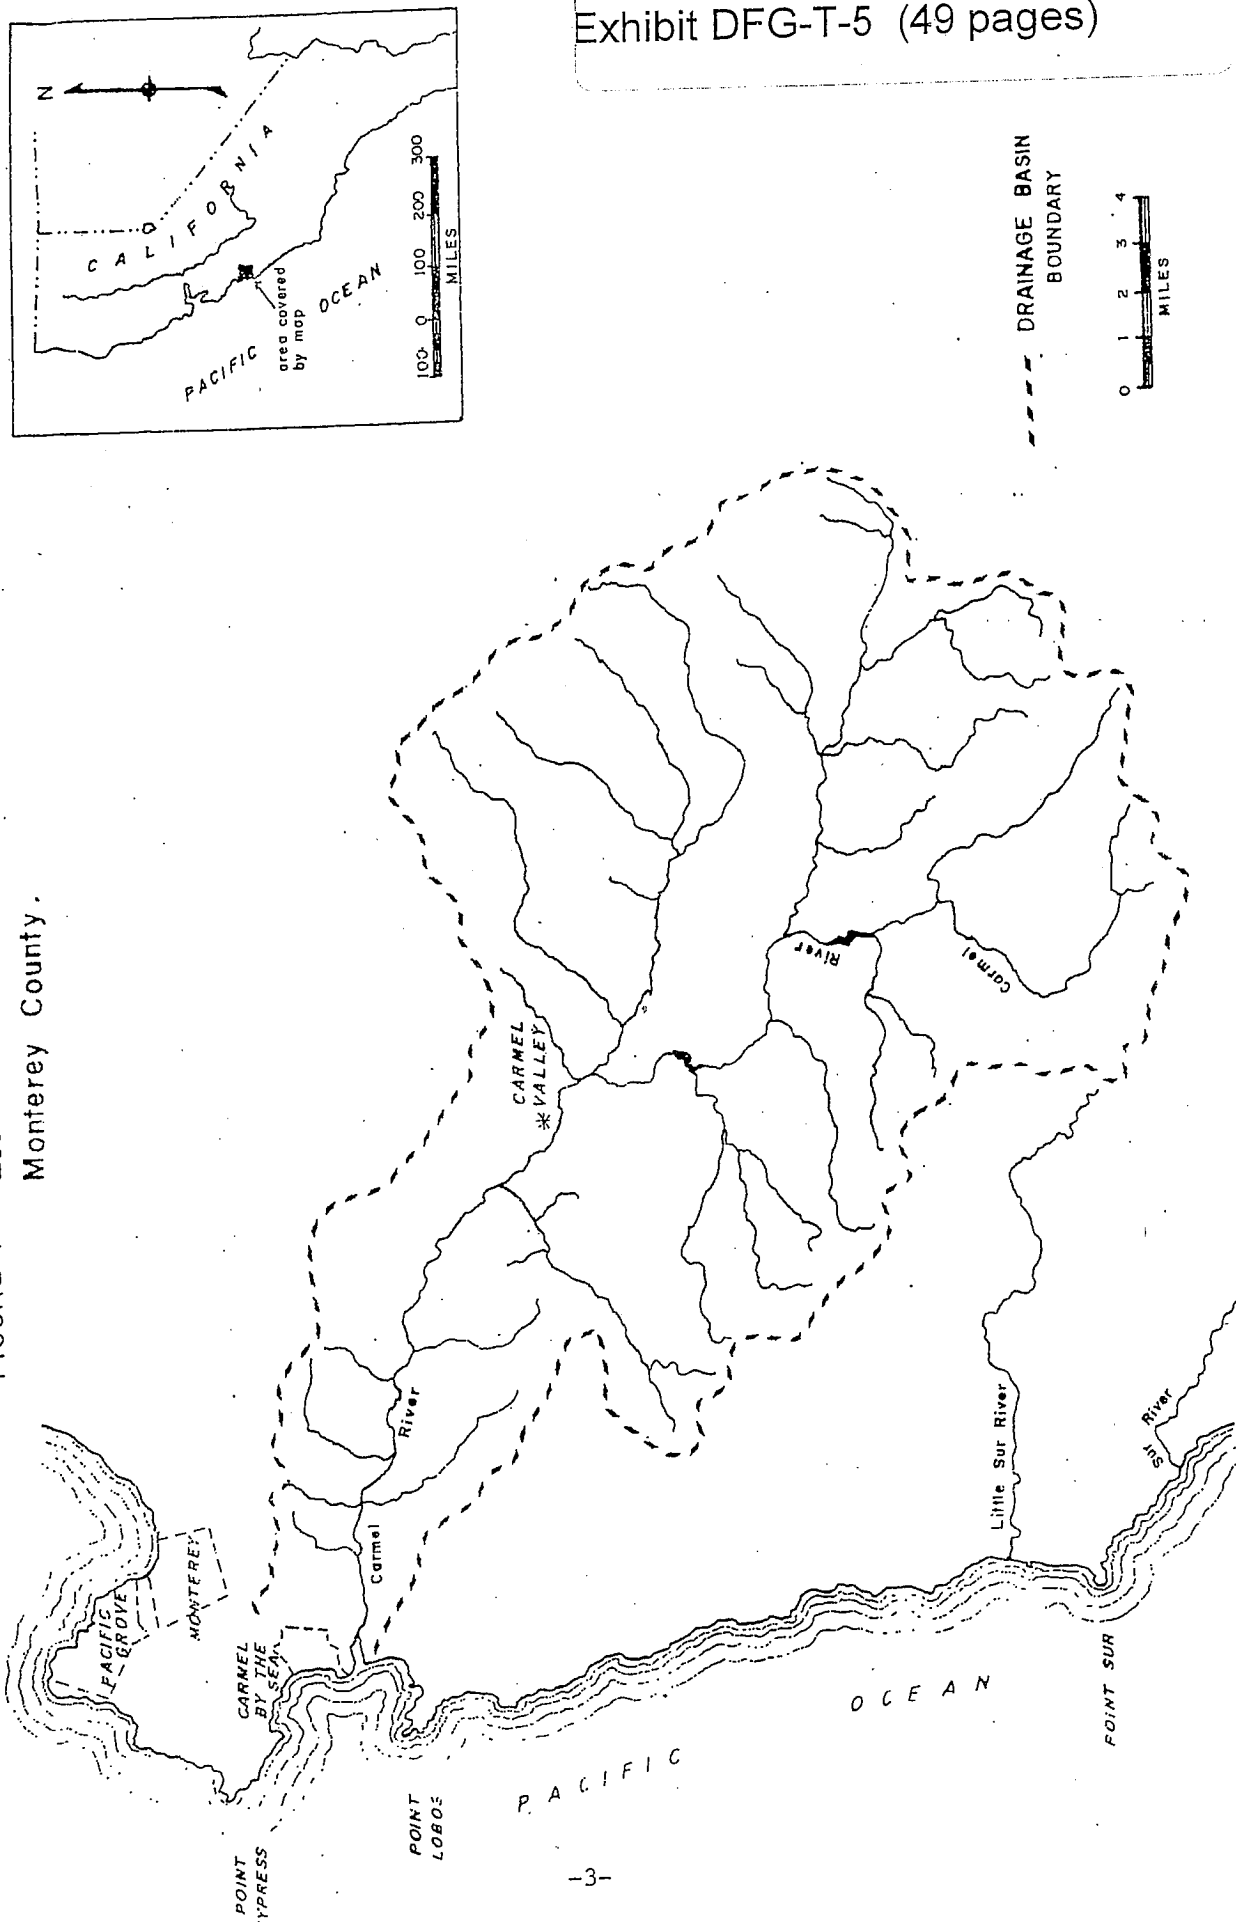 Exhibit DFG-T-5 (49 pages)
Monterey County.
N
CALIFORNIA
PACIFIC OCEAN
area covered
by map
100 0 100 200 300
MILES
DRAINAGE BASIN
BOUNDARY
0 1 2 3 4
MILES
CARMEL
VALLEY
River
Carmel
River
Carmel
Little Sur River
Sur River
PACIFIC
GROVE
MONTEREY
CARMEL
BY THE
SEA
POINT
YPRESS
POINT
LOBOS
PACIFIC
OCEAN
POINT SUR
-3-